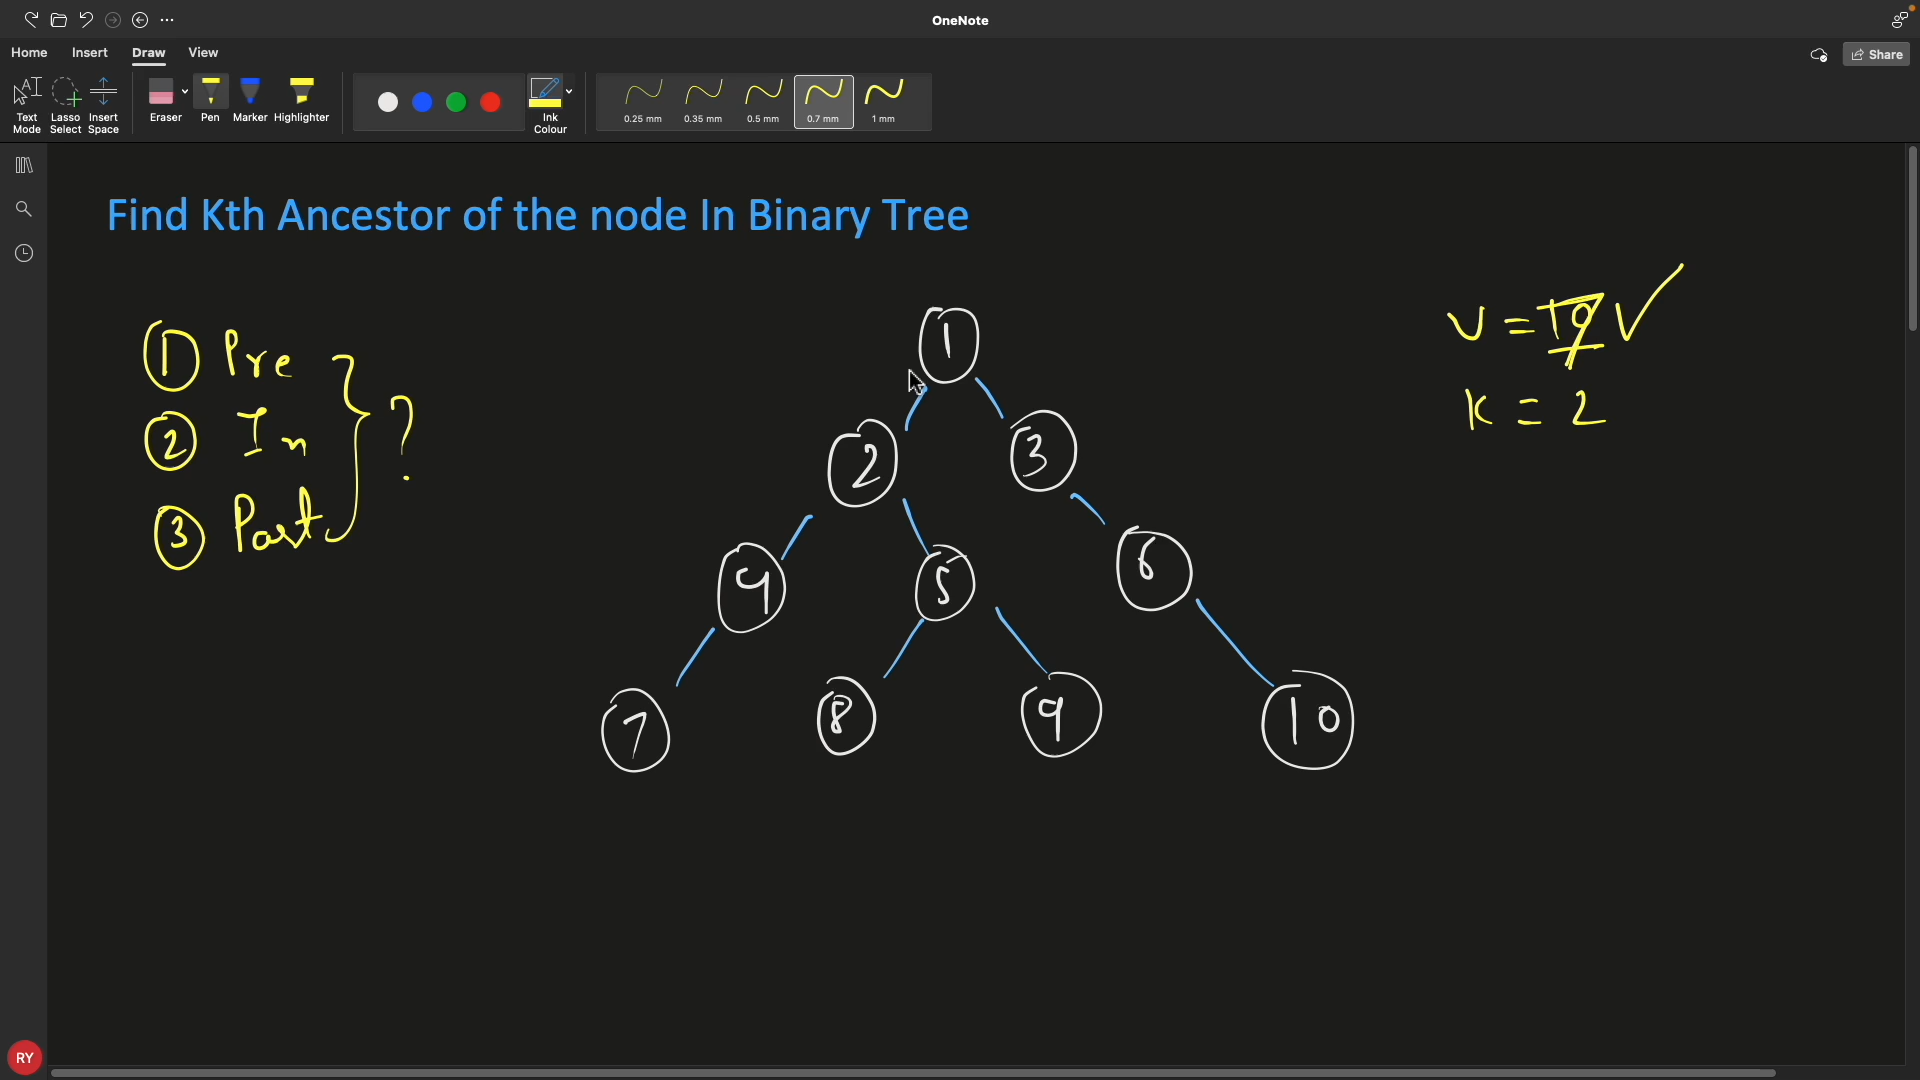 OneNote
Home Insert Draw View
Share
Text Mode Lasso Select Insert Space Eraser Pen Marker Highlighter Ink Colour 0.25 mm 0.35 mm 0.5 mm 0.7 mm 1 mm
Find Kth Ancestor of the node In Binary Tree
1 Pre
2 In
3 Post
?
V = 10
K = 2
1
2 3
4 5 6
7 8 9 10
RY